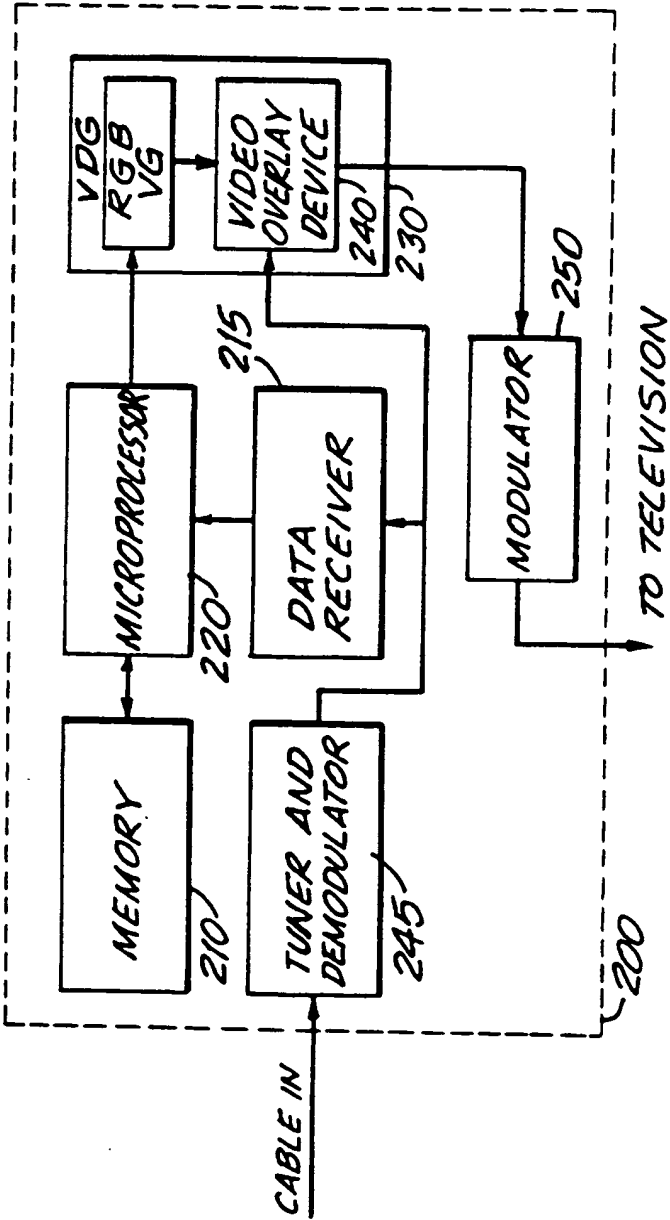 VDG
RGB
VG
VIDEO
OVERLAY
DEVICE
240
230
MICROPROCESSOR
220
215
DATA
RECEIVER
250
MODULATOR
TO TELEVISION
MEMORY
210
TUNER AND
DEMODULATOR
245
200
CABLE IN